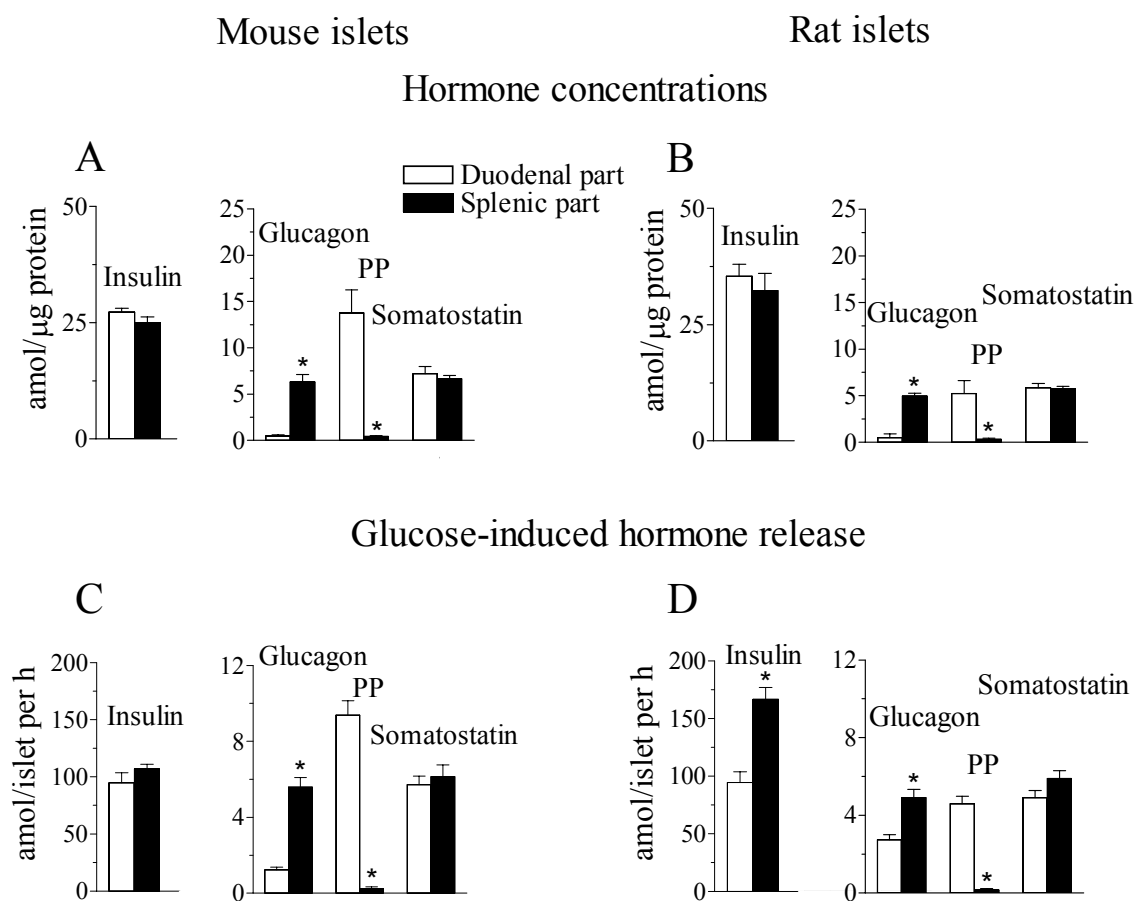 Mouse islets
Rat islets
Hormone concentrations
A
B
Duodenal part
Splenic part
amol/µg protein
50
25
0
Insulin
25
20
15
10
5
0
Glucagon
PP
Somatostatin
*
*
amol/µg protein
50
25
0
Insulin
25
20
15
10
5
0
Glucagon
PP
Somatostatin
*
*
Glucose-induced hormone release
C
D
amol/islet per h
200
150
100
50
0
Insulin
12
8
4
0
Glucagon
PP
Somatostatin
*
*
amol/islet per h
200
150
100
50
0
Insulin
*
12
8
4
0
Glucagon
PP
Somatostatin
*
*